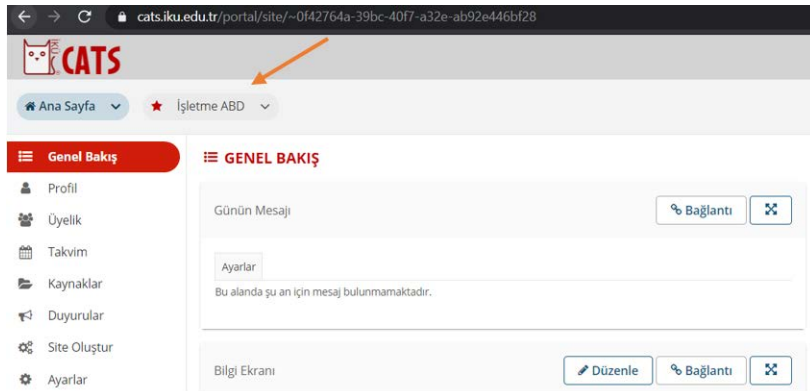 cats.iku.edu.tr/portal/site/~0f42764a-39bc-40f7-a32e-ab92e446bf28
İKÜ CATS
Ana Sayfa
İşletme ABD
Genel Bakış
Profil
Üyelik
Takvim
Kaynaklar
Duyurular
Site Oluştur
Ayarlar
GENEL BAKIŞ
Günün Mesajı
Bağlantı
Ayarlar
Bu alanda şu an için mesaj bulunmamaktadır.
Bilgi Ekranı
Düzenle
Bağlantı